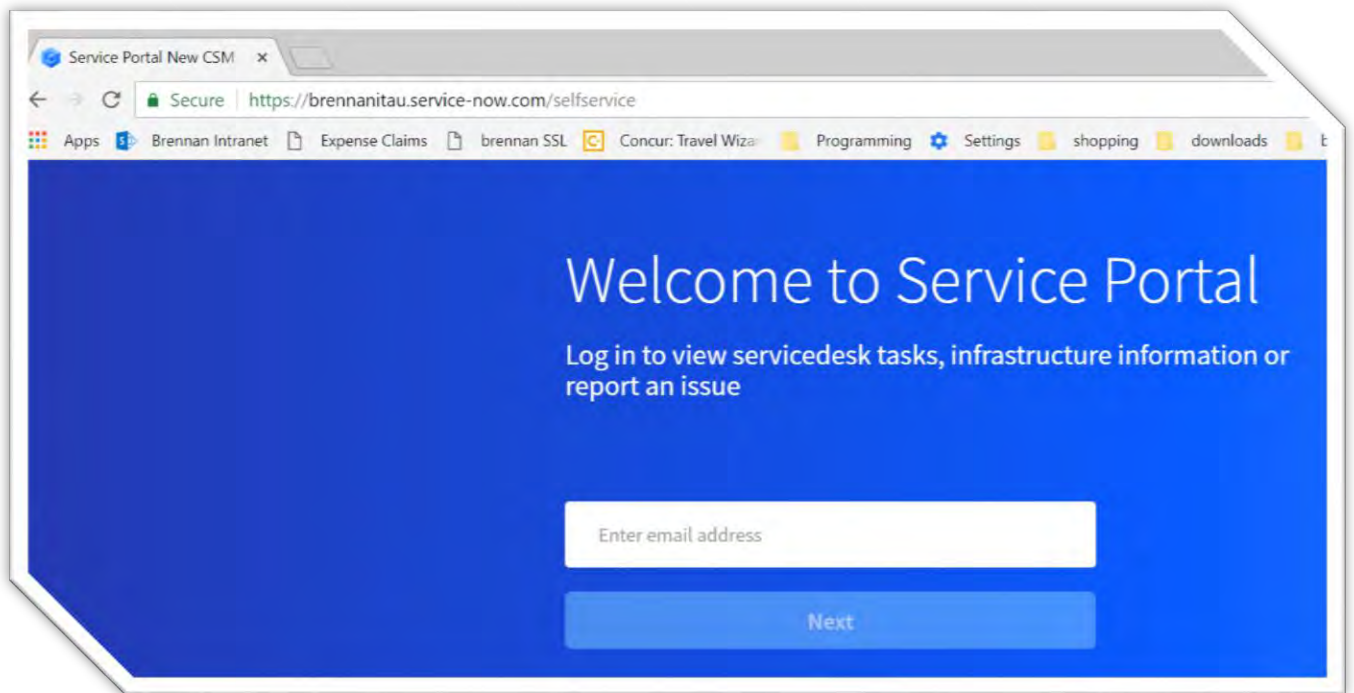 Service Portal New CSM
Secure https://brennanitau.service-now.com/selfservice
Apps Brennan Intranet Expense Claims brennan SSL Concur: Travel Wiza Programming Settings shopping downloads
Welcome to Service Portal
Log in to view servicedesk tasks, infrastructure information or
report an issue
Enter email address
Next